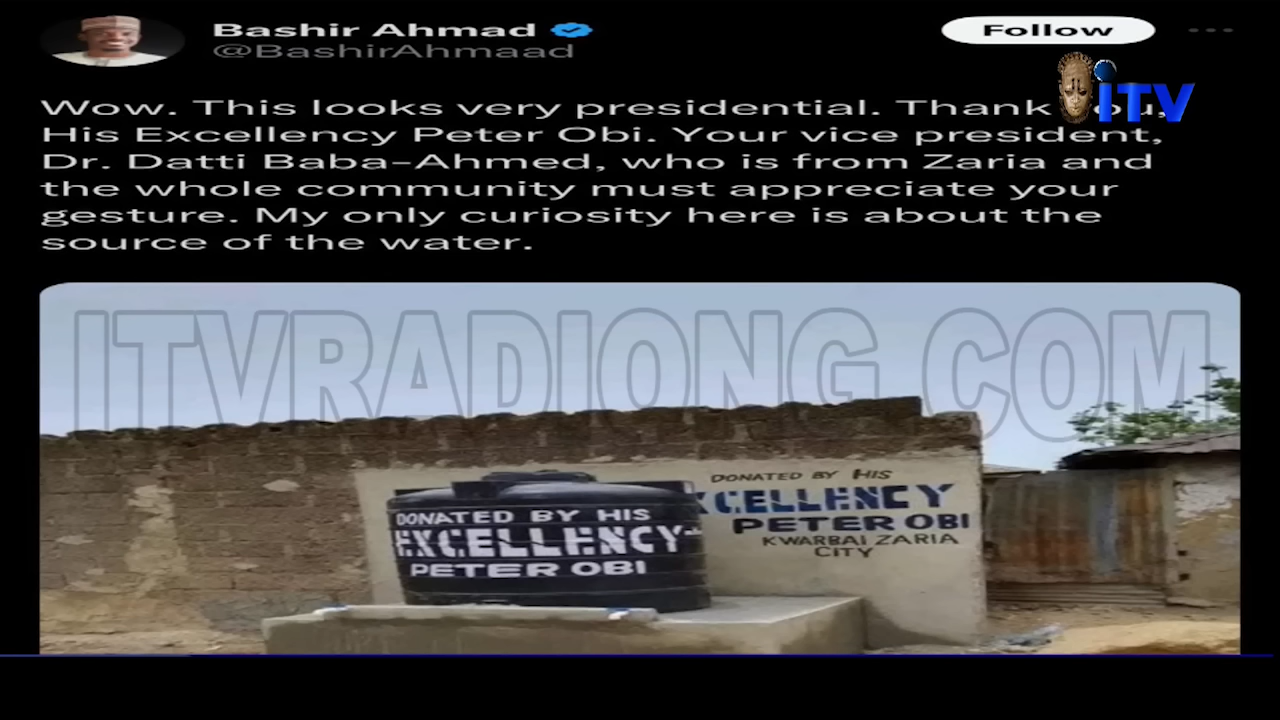 Bashir Ahmad
@BashirAhmaad
Follow
iTV
Wow. This looks very presidential. Thank
His Excellency Peter Obi. Your vice president,
Dr. Datti Baba-Ahmed, who is from Zaria and
the whole community must appreciate your
gesture. My only curiosity here is about the
source of the water.
ITVRADIONG.COM
DONATED BY HIS
EXCELLENCY
PETER OBI
DONATED BY HIS
XCELLENCY
PETER OBI
KWARBAI ZARIA
CITY